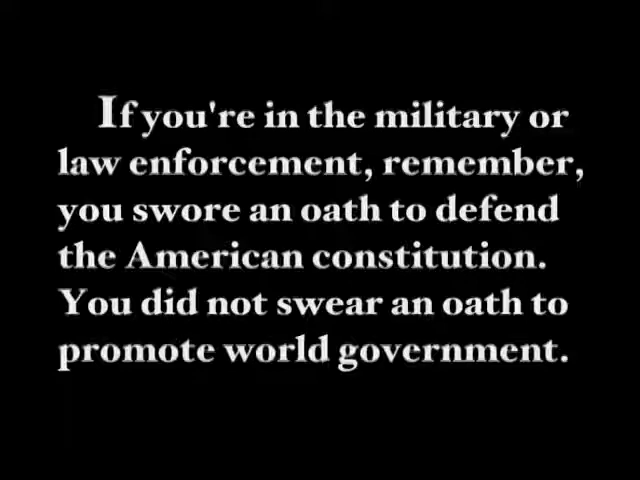 If you're in the military or
law enforcement, remember,
you swore an oath to defend
the American constitution.
You did not swear an oath to
promote world government.